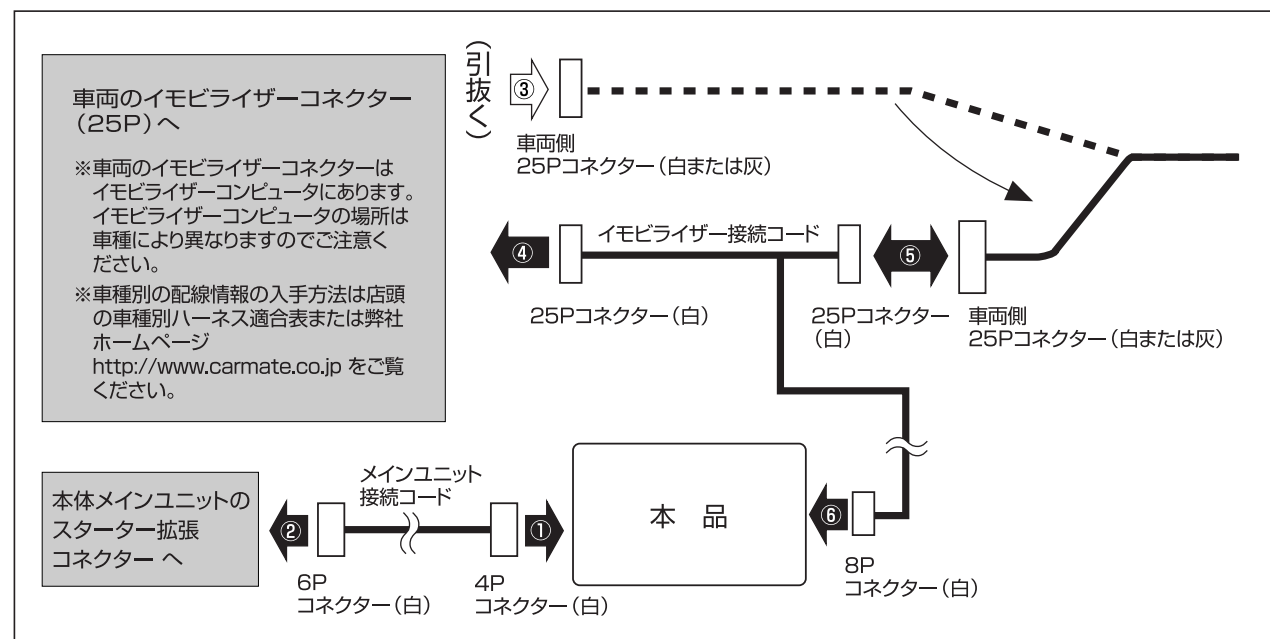 車両のイモビライザーコネクター
(25P)へ
※車両のイモビライザーコネクターは
イモビライザーコンピュータにあります。
イモビライザーコンピュータの場所は
車種により異なりますのでご注意く
ださい。
※車種別の配線情報の入手方法は店頭
の車種別ハーネス適合表または弊社
ホームページ
http://www.carmate.co.jp をご覧
ください。
(引抜く)
③
車両側
25Pコネクター(白または灰)
④
イモビライザー接続コード
⑤
25Pコネクター(白)
25Pコネクター
(白)
車両側
25Pコネクター(白または灰)
本体メインユニットの
スターター拡張
コネクター へ
②
メインユニット
接続コード
①
本 品
⑥
6P
コネクター(白)
4P
コネクター(白)
8P
コネクター(白)